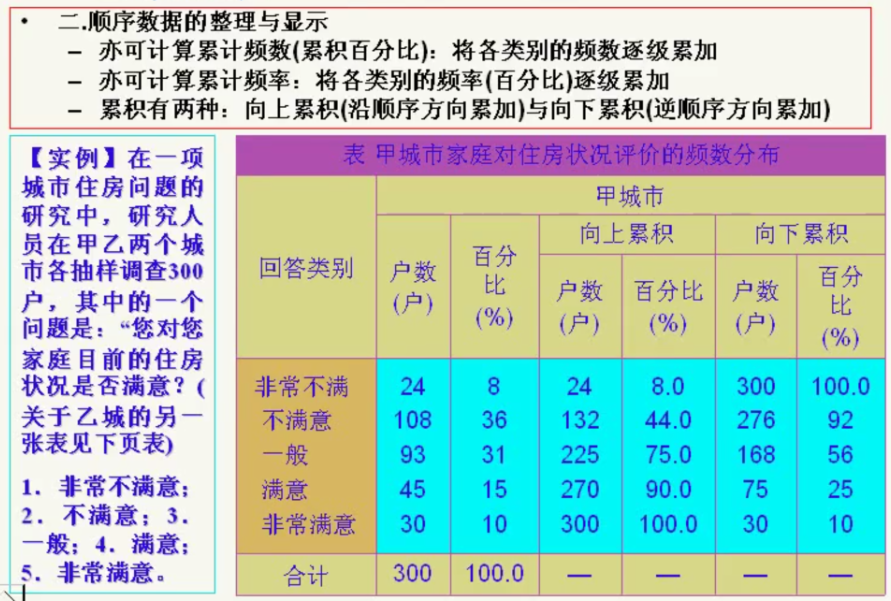 • 二.顺序数据的整理与显示
– 亦可计算累计频数(累积百分比)：将各类别的频数逐级累加
– 亦可计算累计频率：将各类别的频率(百分比)逐级累加
– 累积有两种：向上累积(沿顺序方向累加)与向下累积(逆顺序方向累加)
【实例】在一项
城市住房问题的
研究中，研究人
员在甲乙两个城
市各抽样调查300
户，其中的一个
问题是：“您对您
家庭目前的住房
状况是否满意？(
关于乙城的另一
张表见下页表)
1．非常不满意；
2．不满意；3．
一般；4．满意；
5．非常满意。
表 甲城市家庭对住房状况评价的频数分布
回答类别
甲城市
户数
(户)
百分
比
(%)
向上累积
向下累积
户数
(户)
百分比
(%)
户数
(户)
百分
比
(%)
非常不满 24 8 24 8.0 300 100.0
不满意 108 36 132 44.0 276 92
一般 93 31 225 75.0 168 56
满意 45 15 270 90.0 75 25
非常满意 30 10 300 100.0 30 10
合计 300 100.0 — — — —